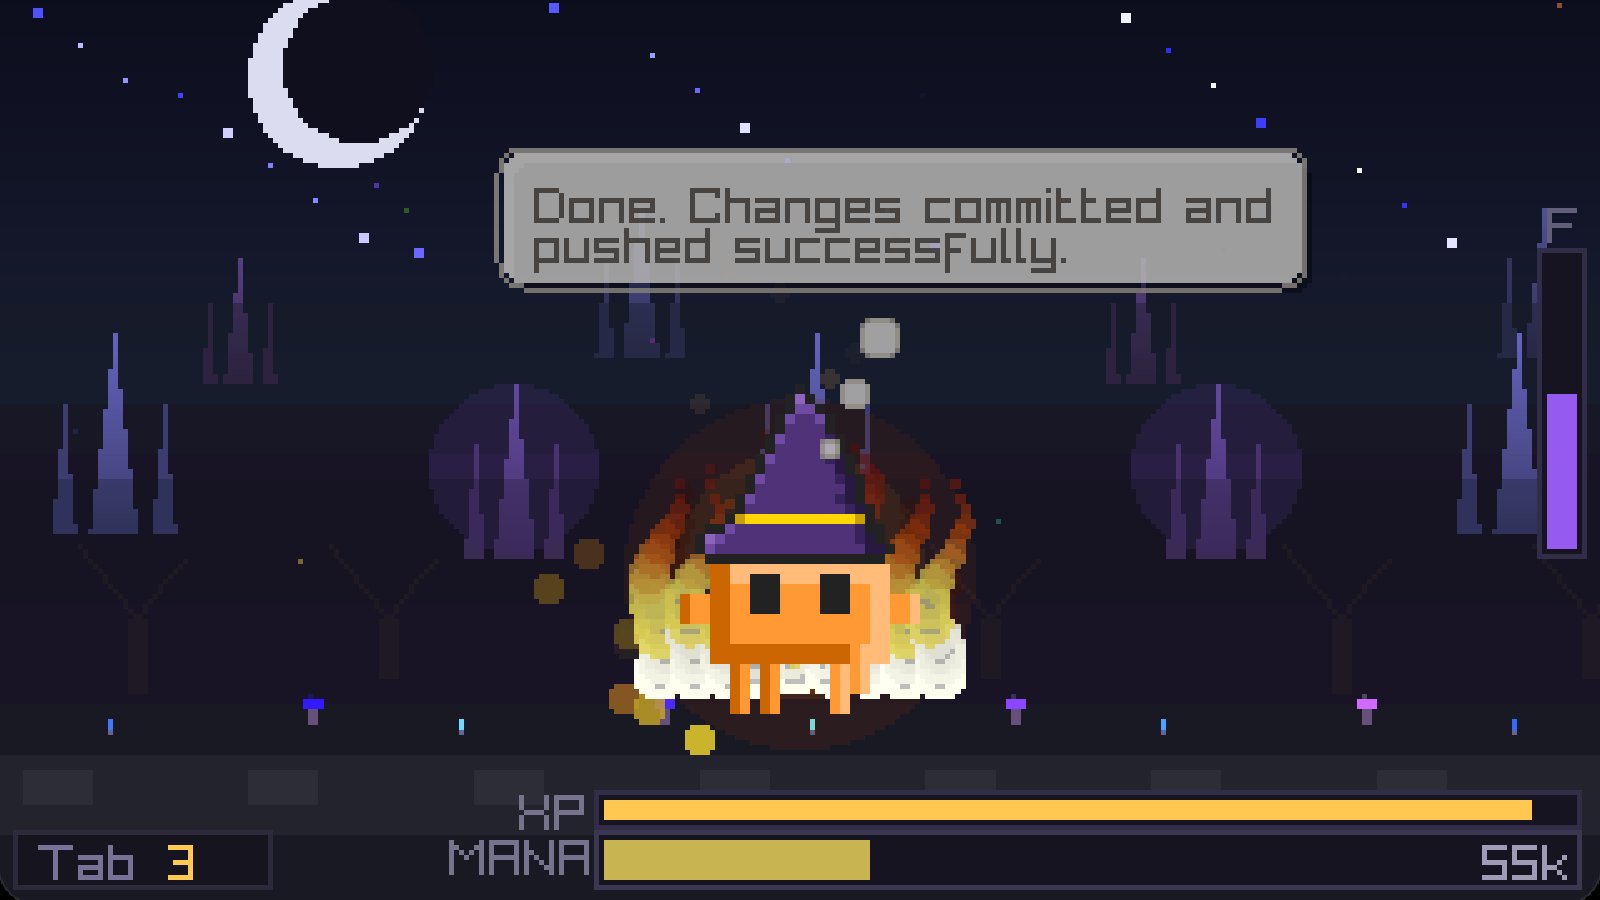 Done. Changes committed and
pushed successfully.
F
XP
MANA
55k
Tab 3